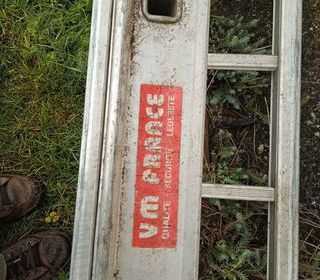 VM FRANCE
QUALITE - SECURITE - LEGERETE